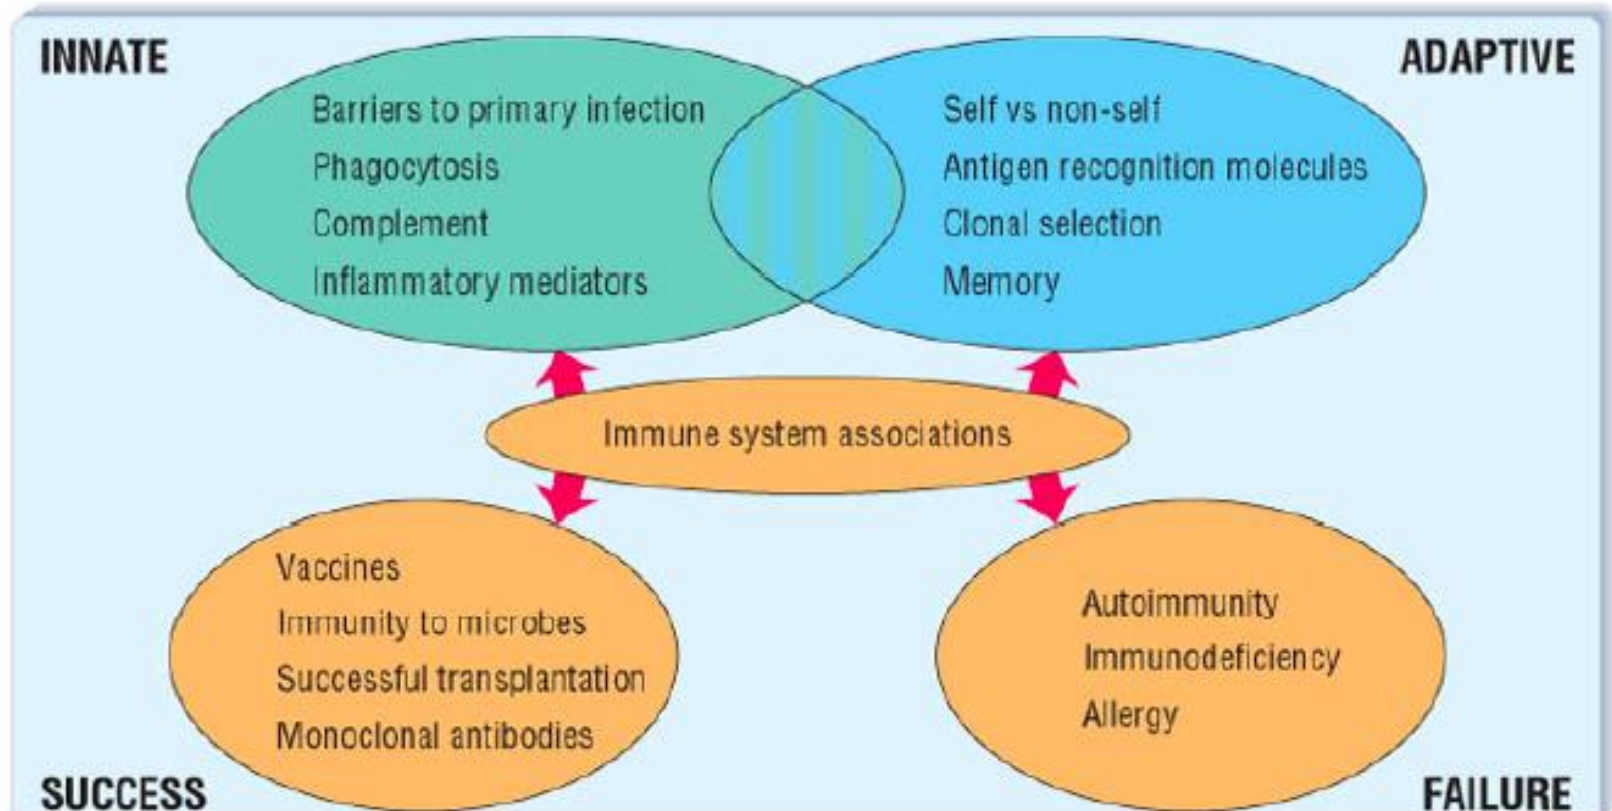 INNATE
ADAPTIVE
Barriers to primary infection
Phagocytosis
Complement
Inflammatory mediators
Self vs non-self
Antigen recognition molecules
Clonal selection
Memory
Immune system associations
Vaccines
Immunity to microbes
Successful transplantation
Monoclonal antibodies
Autoimmunity
Immunodeficiency
Allergy
SUCCESS
FAILURE